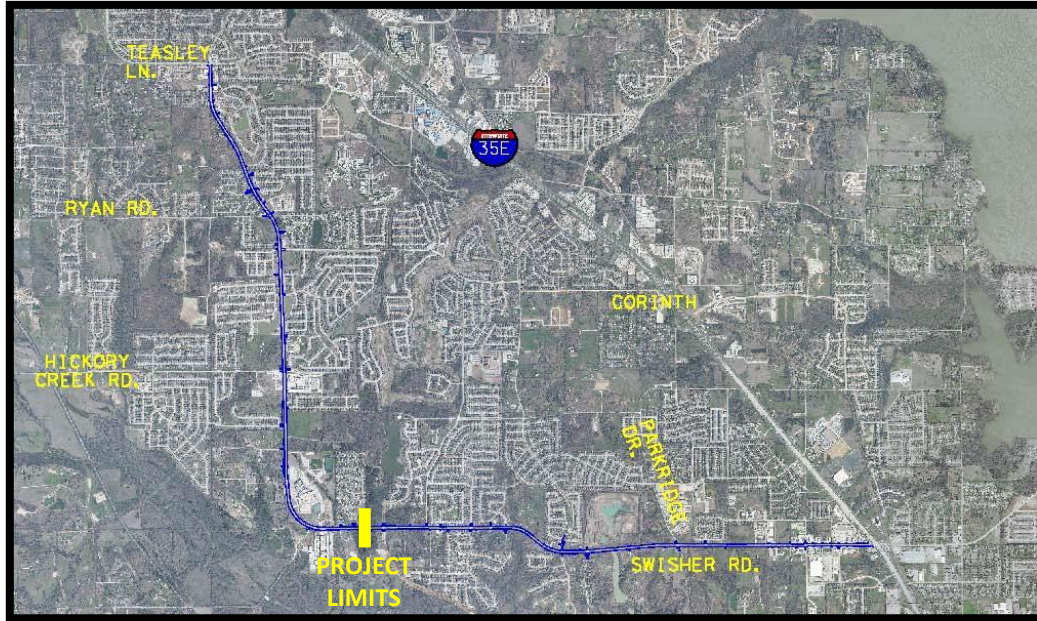 TEASLEY
LN.
INTERSTATE
35E
RYAN RD.
CORINTH
HICKORY
CREEK RD.
PARKRIDGE
DR.
PROJECT
LIMITS
SWISHER RD.